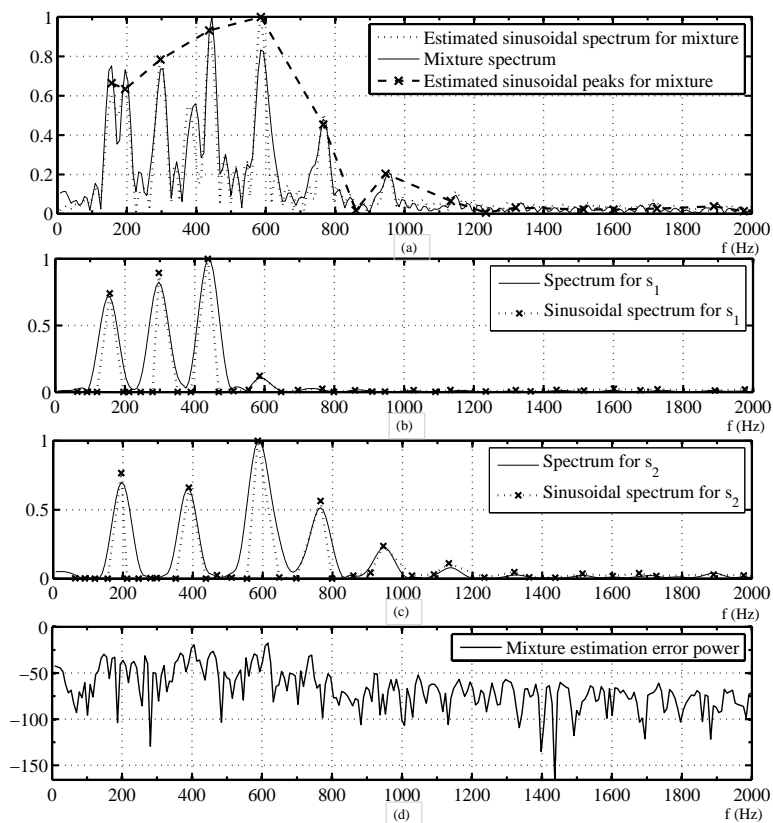 1
0.8
0.6
0.4
0.2
0
Estimated sinusoidal spectrum for mixture
Mixture spectrum
Estimated sinusoidal peaks for mixture
0 200 400 600 800 1000 1200 1400 1600 1800 2000
(a)
f (Hz)
1
0.5
0
Spectrum for s1
Sinusoidal spectrum for s1
0 200 400 600 800 1000 1200 1400 1600 1800 2000
(b)
f (Hz)
1
0.5
0
Spectrum for s2
Sinusoidal spectrum for s2
0 200 400 600 800 1000 1200 1400 1600 1800 2000
(c)
f (Hz)
0
−50
−100
−150
Mixture estimation error power
0 200 400 600 800 1000 1200 1400 1600 1800 2000
(d)
f (Hz)